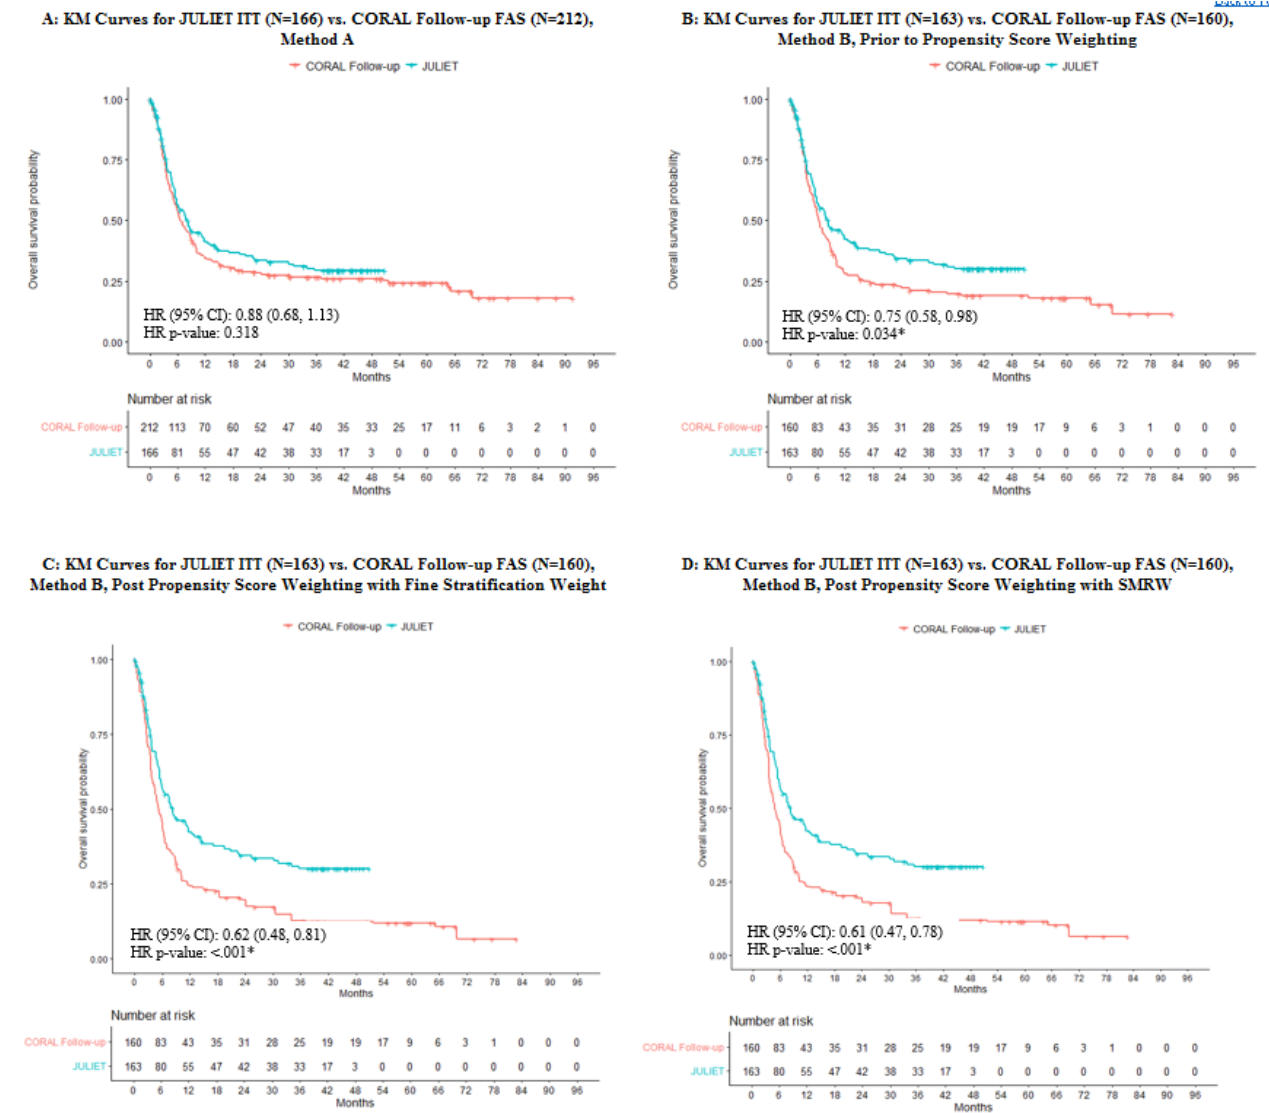 A: KM Curves for JULIET ITT (N=166) vs. CORAL Follow-up FAS (N=212),
Method A
CORAL Follow-up JULIET
Overall survival probability
1.00
0.75
0.50
0.25
0.00
HR (95% CI): 0.88 (0.68, 1.13)
HR p-value: 0.318
0 6 12 18 24 30 36 42 48 54 60 66 72 78 84 90 96
Months
Number at risk
CORAL Follow-up 212 113 70 60 52 47 40 35 33 25 17 11 6 3 2 1 0
JULIET 166 81 55 47 42 38 33 17 3 0 0 0 0 0 0 0 0
0 6 12 18 24 30 36 42 48 54 60 66 72 78 84 90 96
Months
B: KM Curves for JULIET ITT (N=163) vs. CORAL Follow-up FAS (N=160),
Method B, Prior to Propensity Score Weighting
CORAL Follow-up JULIET
Overall survival probability
1.00
0.75
0.50
0.25
0.00
HR (95% CI): 0.75 (0.58, 0.98)
HR p-value: 0.034*
0 6 12 18 24 30 36 42 48 54 60 66 72 78 84 90 96
Months
Number at risk
CORAL Follow-up 160 83 43 35 31 28 25 19 19 17 9 6 3 1 0 0 0
JULIET 163 80 55 47 42 38 33 17 3 0 0 0 0 0 0 0 0
0 6 12 18 24 30 36 42 48 54 60 66 72 78 84 90 96
Months
C: KM Curves for JULIET ITT (N=163) vs. CORAL Follow-up FAS (N=160),
Method B, Post Propensity Score Weighting with Fine Stratification Weight
CORAL Follow-up JULIET
Overall survival probability
1.00
0.75
0.50
0.25
0.00
HR (95% CI): 0.62 (0.48, 0.81)
HR p-value: <.001*
0 6 12 18 24 30 36 42 48 54 60 66 72 78 84 90 96
Months
Number at risk
CORAL Follow-up 160 83 43 35 31 28 25 19 19 17 9 6 3 1 0 0 0
JULIET 163 80 55 47 42 38 33 17 3 0 0 0 0 0 0 0 0
0 6 12 18 24 30 36 42 48 54 60 66 72 78 84 90 96
Months
D: KM Curves for JULIET ITT (N=163) vs. CORAL Follow-up FAS (N=160),
Method B, Post Propensity Score Weighting with SMRW
CORAL Follow-up JULIET
Overall survival probability
1.00
0.75
0.50
0.25
0.00
HR (95% CI): 0.61 (0.47, 0.78)
HR p-value: <.001*
0 6 12 18 24 30 36 42 48 54 60 66 72 78 84 90 96
Months
Number at risk
CORAL Follow-up 160 83 43 35 31 28 25 19 19 17 9 6 3 1 0 0 0
JULIET 163 80 55 47 42 38 33 17 3 0 0 0 0 0 0 0 0
0 6 12 18 24 30 36 42 48 54 60 66 72 78 84 90 96
Months